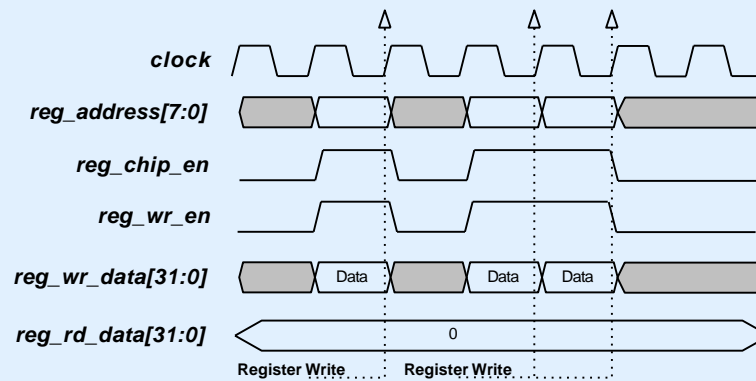 clock
reg_address[7:0]
reg_chip_en
reg_wr_en
reg_wr_data[31:0] Data Data Data
reg_rd_data[31:0] 0
Register Write Register Write